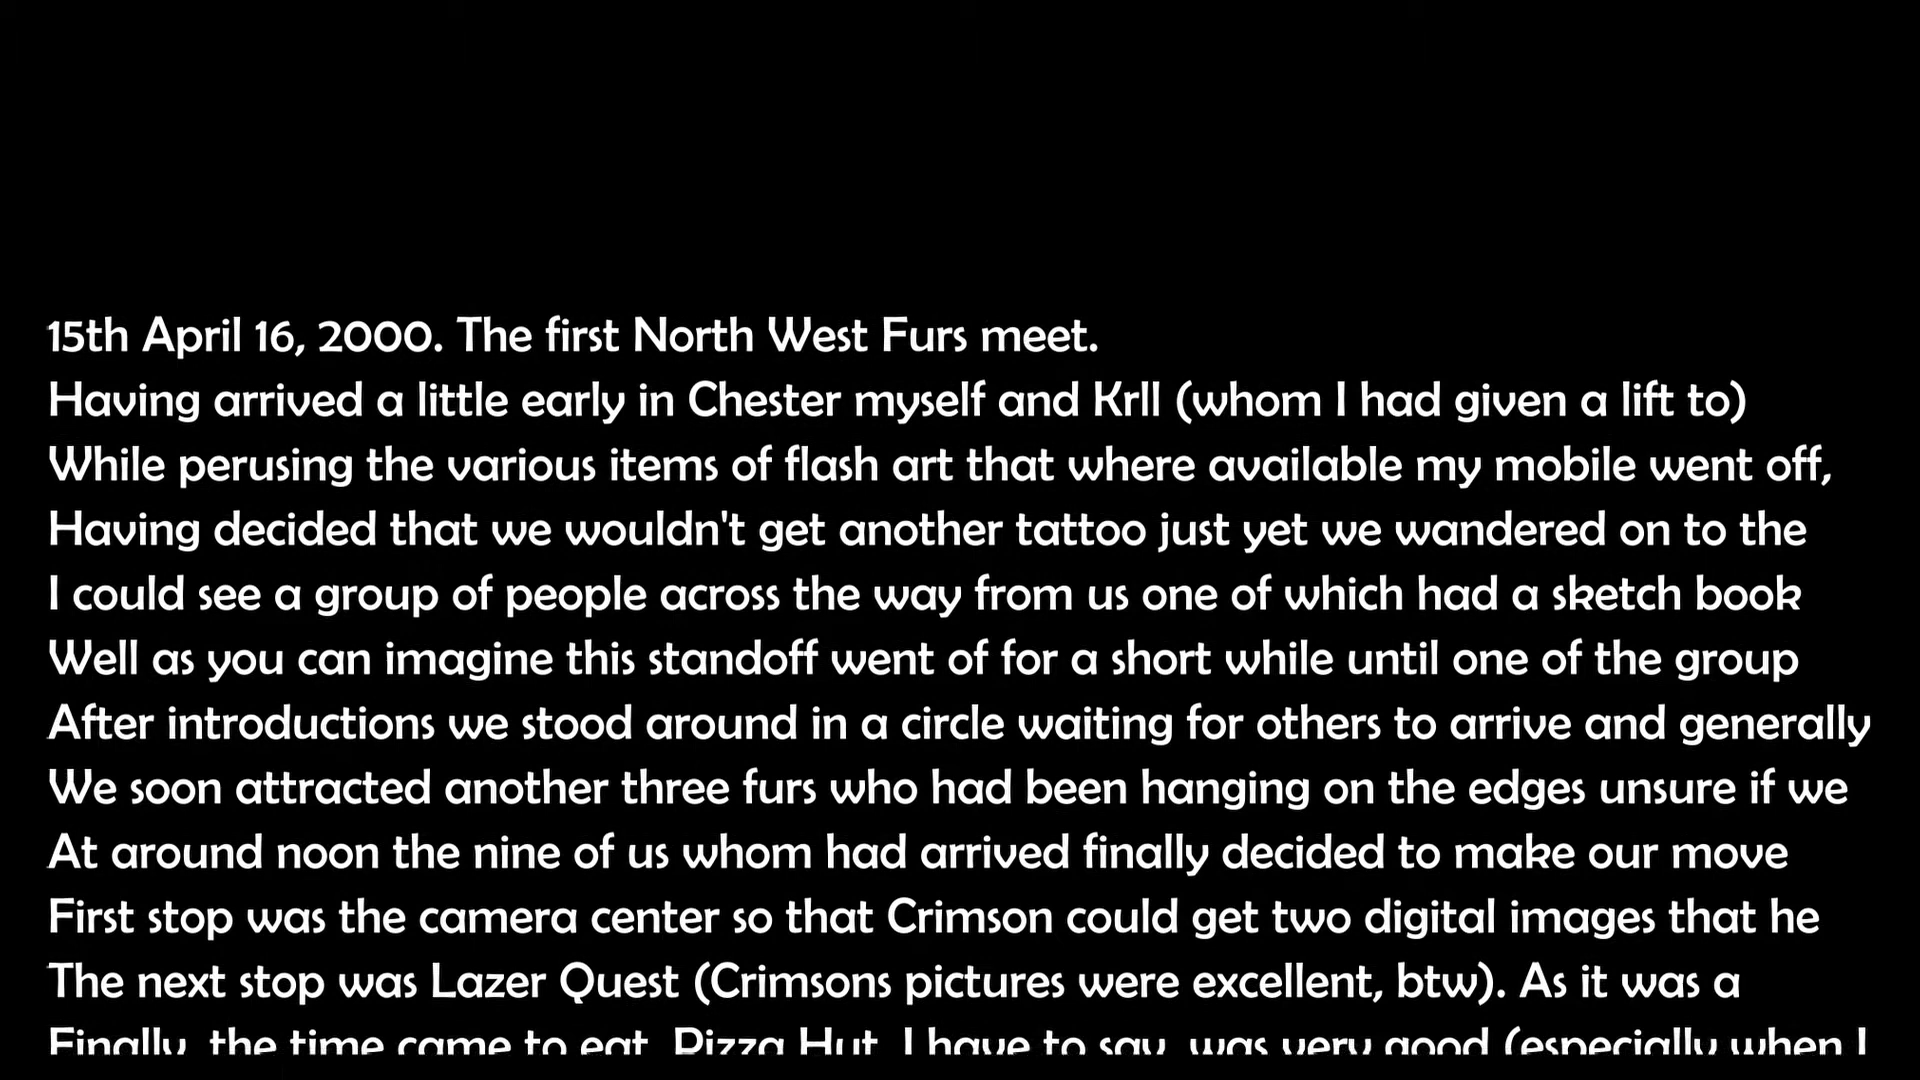 15th April 16, 2000. The first North West Furs meet.
Having arrived a little early in Chester myself and Krll (whom I had given a lift to)
While perusing the various items of flash art that where available my mobile went off,
Having decided that we wouldn't get another tattoo just yet we wandered on to the
I could see a group of people across the way from us one of which had a sketch book
Well as you can imagine this standoff went of for a short while until one of the group
After introductions we stood around in a circle waiting for others to arrive and generally
We soon attracted another three furs who had been hanging on the edges unsure if we
At around noon the nine of us whom had arrived finally decided to make our move
First stop was the camera center so that Crimson could get two digital images that he
The next stop was Lazer Quest (Crimsons pictures were excellent, btw). As it was a
Finally, the time came to eat. Pizza Hut, I have to say, was very good (especially when I